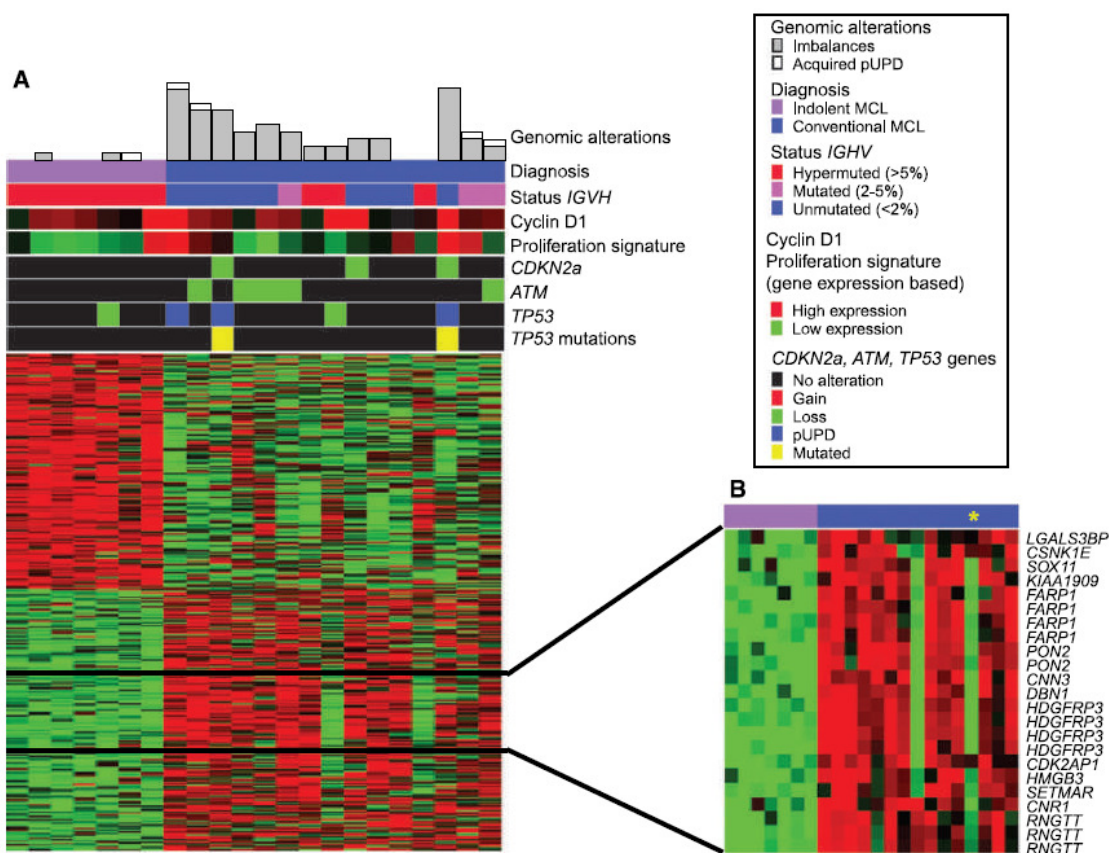 A
Genomic alterations
Diagnosis
Status IGVH
Cyclin D1
Proliferation signature
CDKN2a
ATM
TP53
TP53 mutations
Genomic alterations
Imbalances
Acquired pUPD
Diagnosis
Indolent MCL
Conventional MCL
Status IGHV
Hypermuted (>5%)
Mutated (2-5%)
Unmutated (<2%)
Cyclin D1
Proliferation signature
(gene expression based)
High expression
Low expression
CDKN2a, ATM, TP53 genes
No alteration
Gain
Loss
pUPD
Mutated
B
*
LGALS3BP
CSNK1E
SOX11
KIAA1909
FARP1
FARP1
FARP1
FARP1
PON2
PON2
CNN3
DBN1
HDGFRP3
HDGFRP3
HDGFRP3
HDGFRP3
CDK2AP1
HMGB3
SETMAR
CNR1
RNGTT
RNGTT
RNGTT